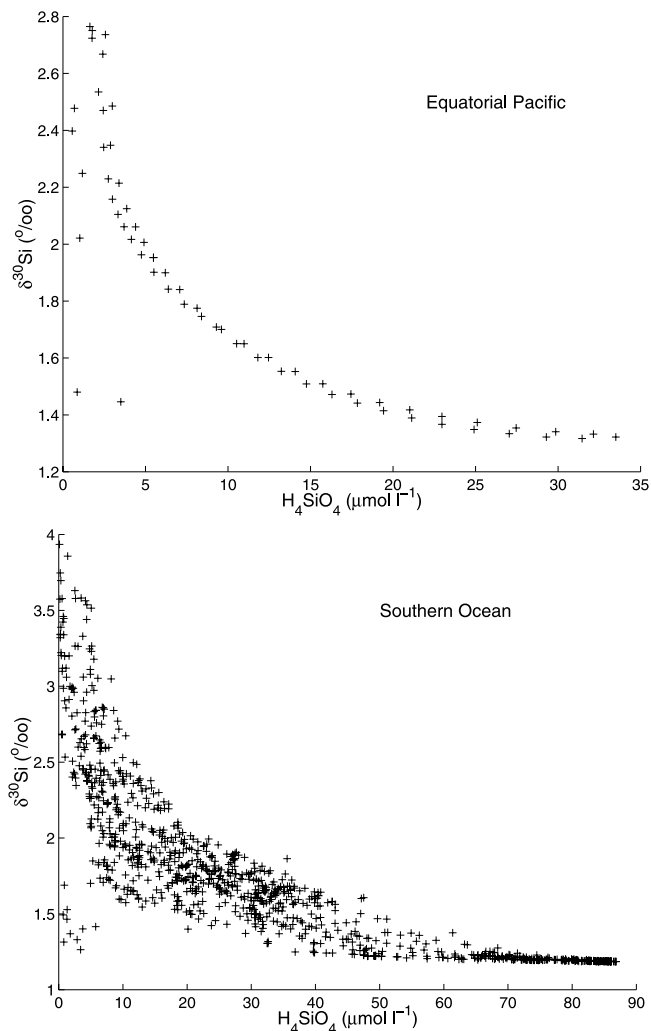 2.8
2.6
2.4
2.2
2
1.8
1.6
1.4
1.2
δ³⁰Si (⁰/oo)
Equatorial Pacific
0 5 10 15 20 25 30 35
H₄SiO₄ (μmol l⁻¹)
4
3.5
3
2.5
2
1.5
1
δ³⁰Si (⁰/oo)
Southern Ocean
0 10 20 30 40 50 60 70 80 90
H₄SiO₄ (μmol l⁻¹)